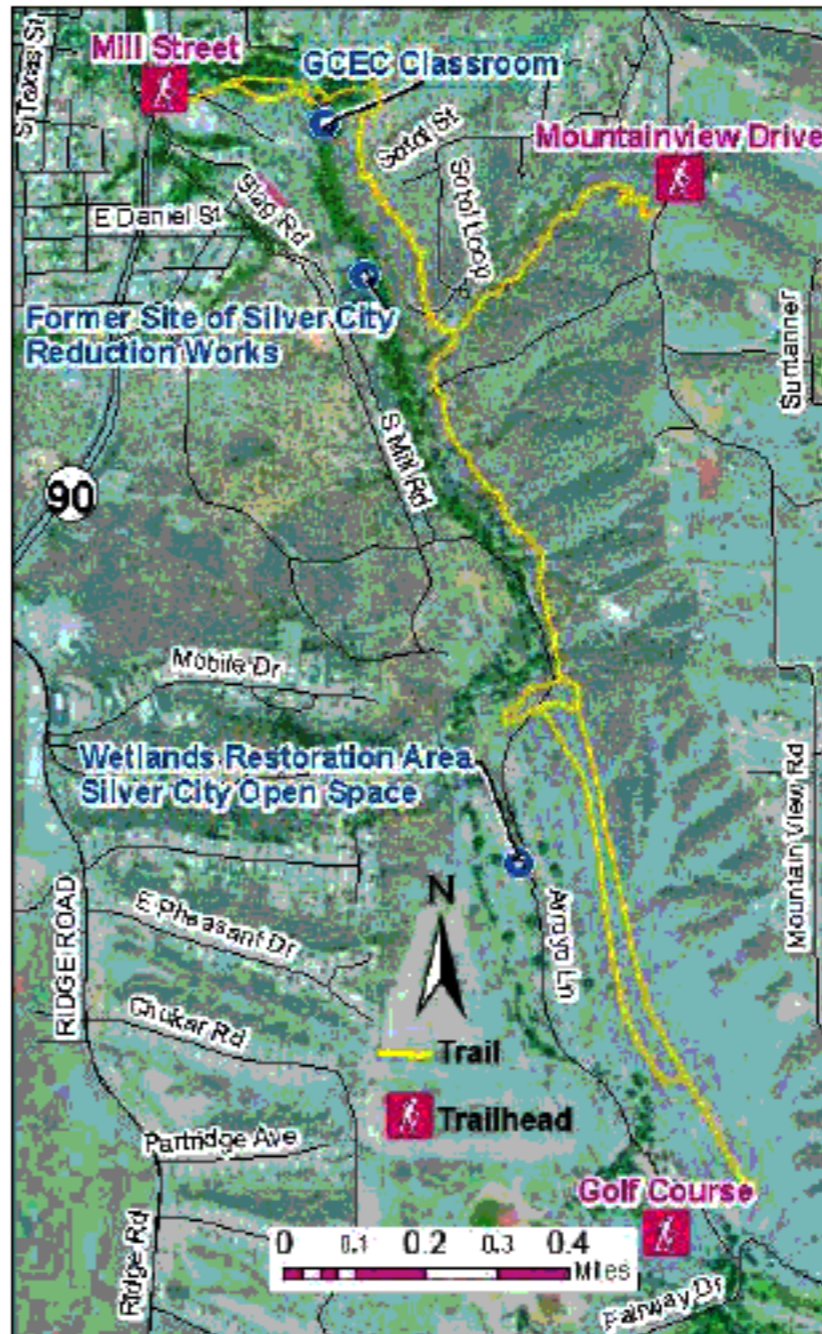 S Texas St
Mill Street
GCEC Classroom
Sotol St
Mountainview Drive
Slag Rd
Sotol Loop
E Daniel St
Former Site of Silver City
Reduction Works
Suntanner
S Mill Rd
90
Mobile Dr
Wetlands Restoration Area
Silver City Open Space
Mountain View Rd
RIDGE ROAD
E Pheasant Dr
N
Arroyo Ln
Chukar Rd
Trail
Trailhead
Partridge Ave
Golf Course
Ridge Rd
0 0.1 0.2 0.3 0.4
Miles
Fairway Dr